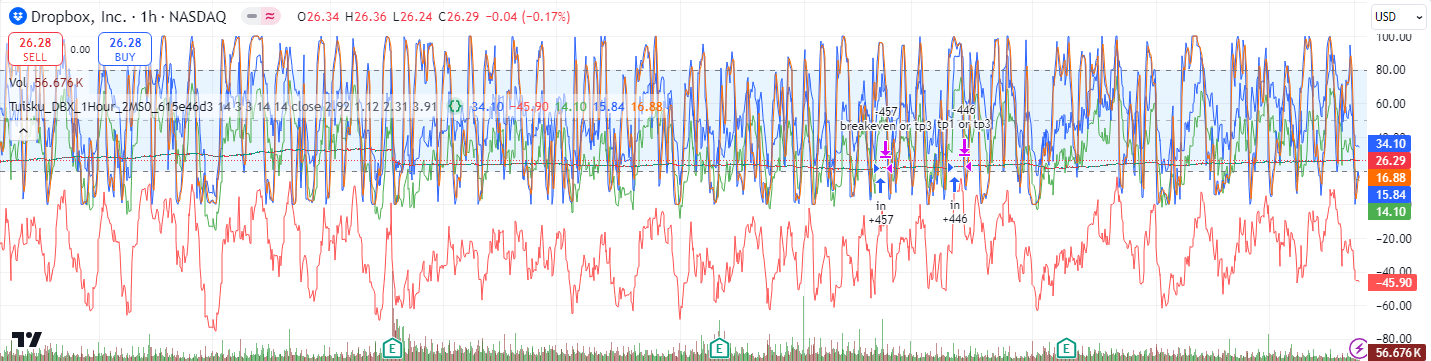 Dropbox, Inc. · 1h · NASDAQ O26.34 H26.36 L26.24 C26.29 −0.04 (−0.17%)
USD
26.28 SELL
0.00
26.28 BUY
Vol 56.676 K
Tuisku_DBX_1Hour_2MS0_615e46d3 14 3 3 14 14 close 2.92 1.12 2.31 3.91 34.10 −45.90 14.10 15.84 16.88
-457
breakeven or tp3
-446
tp1 or tp3
in
+457
in
+446
100.00
80.00
60.00
34.10
26.29
16.88
15.84
14.10
−20.00
−40.00
−45.90
−60.00
−80.00
56.676 K
E
E
E